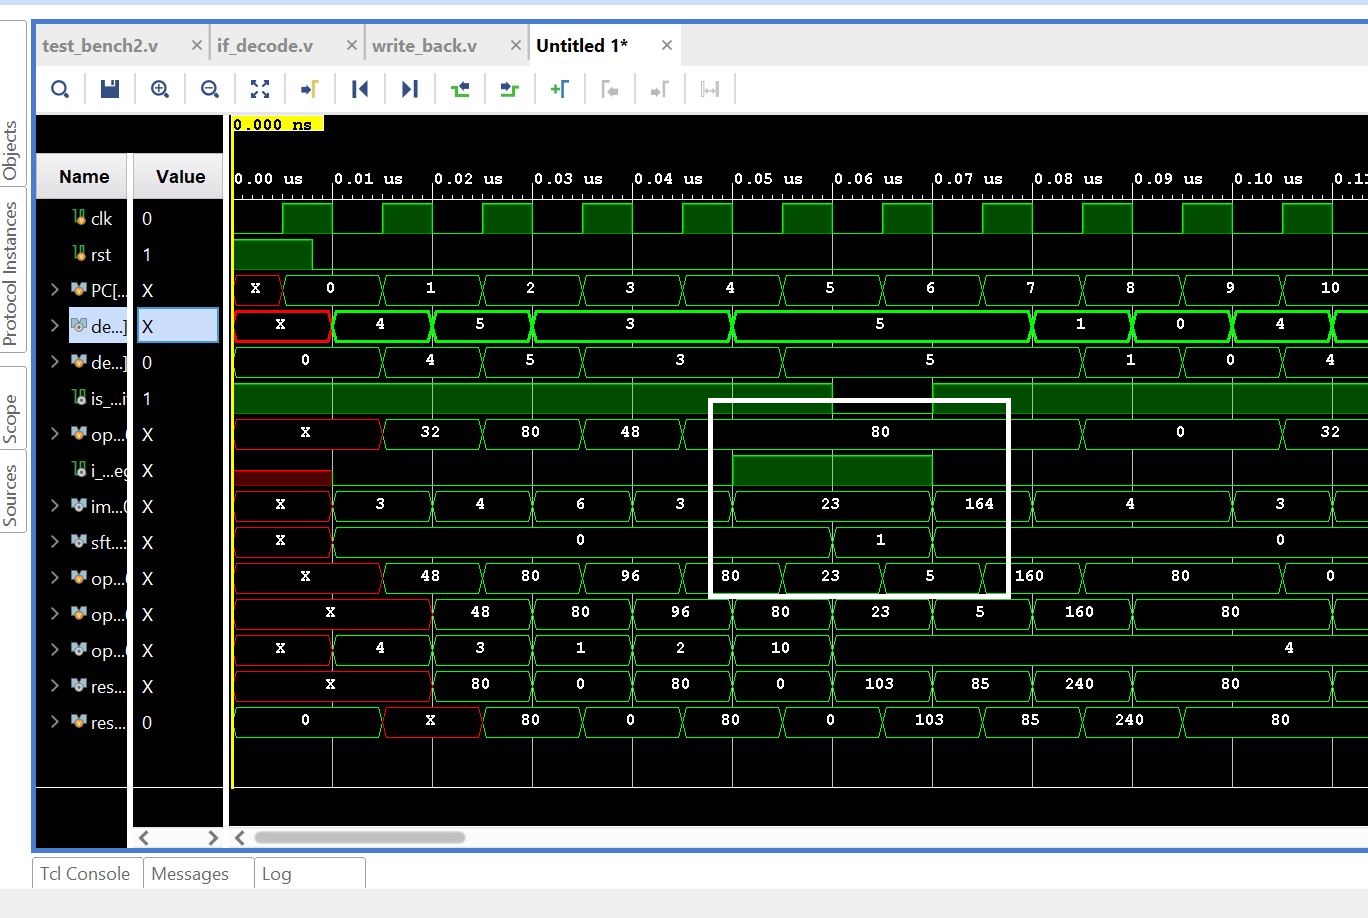 test_bench2.v × if_decode.v × write_back.v × Untitled 1* ×
Objects
Protocol Instances
Scope
Sources
0.000 ns
Name Value
0.00 us 0.01 us 0.02 us 0.03 us 0.04 us 0.05 us 0.06 us 0.07 us 0.08 us 0.09 us 0.10 us 0.11
clk 0
rst 1
PC[... X X 0 1 2 3 4 5 6 7 8 9 10
de...] X X 4 5 3 5 1 0 4
de...] 0 0 4 5 3 5 1 0 4
is_...i 1
op... X X 32 80 48 80 0 32
i_...eg X
im... X X 3 4 6 3 23 164 4 3
sft...: X X 0 1 0
op... X X 48 80 96 80 23 5 160 80 0
op... X X 48 80 96 80 23 5 160 80
op... X X 4 3 1 2 10 4
res... X X 80 0 80 0 103 85 240 80
res... 0 0 X 80 0 80 0 103 85 240 80
Tcl Console Messages Log